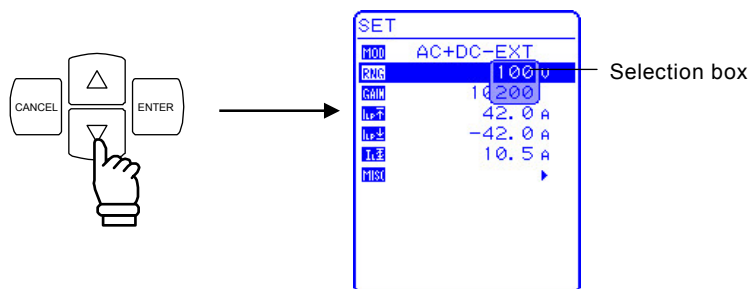 SET
MOD AC+DC-EXT
RNG 100 V
GAIN 10 200
42.0 A
-42.0 A
10.5 A
MISC
CANCEL
ENTER
Selection box